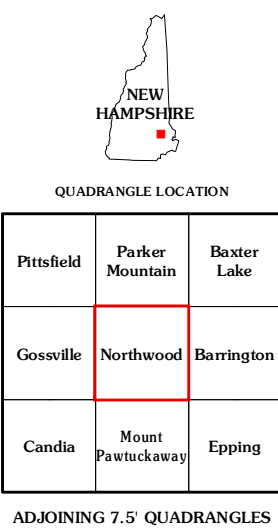 NEW
HAMPSHIRE
QUADRANGLE LOCATION
Pittsfield
Parker
Mountain
Baxter
Lake
Gossville
Northwood
Barrington
Candia
Mount
Pawtuckaway
Epping
ADJOINING 7.5' QUADRANGLES